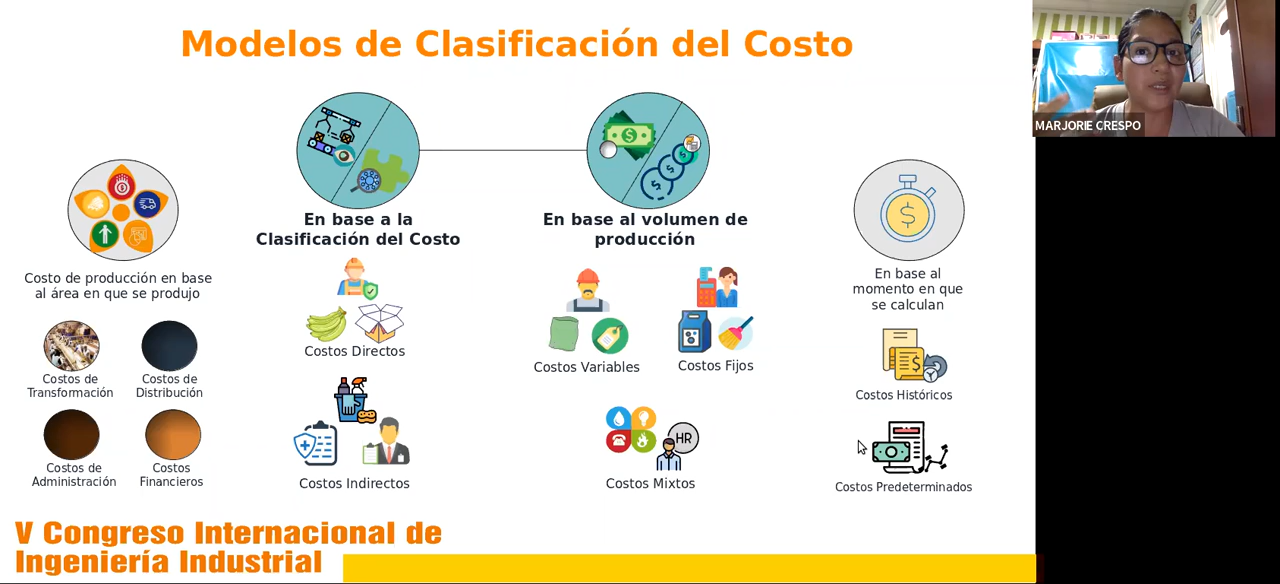 Modelos de Clasificación del Costo
MARJORIE CRESPO
Costo de producción en base
al área en que se produjo
Costos de
Transformación
Costos de
Distribución
Costos de
Administración
Costos
Financieros
En base a la
Clasificación del Costo
Costos Directos
Costos Indirectos
En base al volumen de
producción
Costos Variables
Costos Fijos
HR
Costos Mixtos
En base al
momento en que
se calculan
Costos Históricos
Costos Predeterminados
V Congreso Internacional de
Ingeniería Industrial